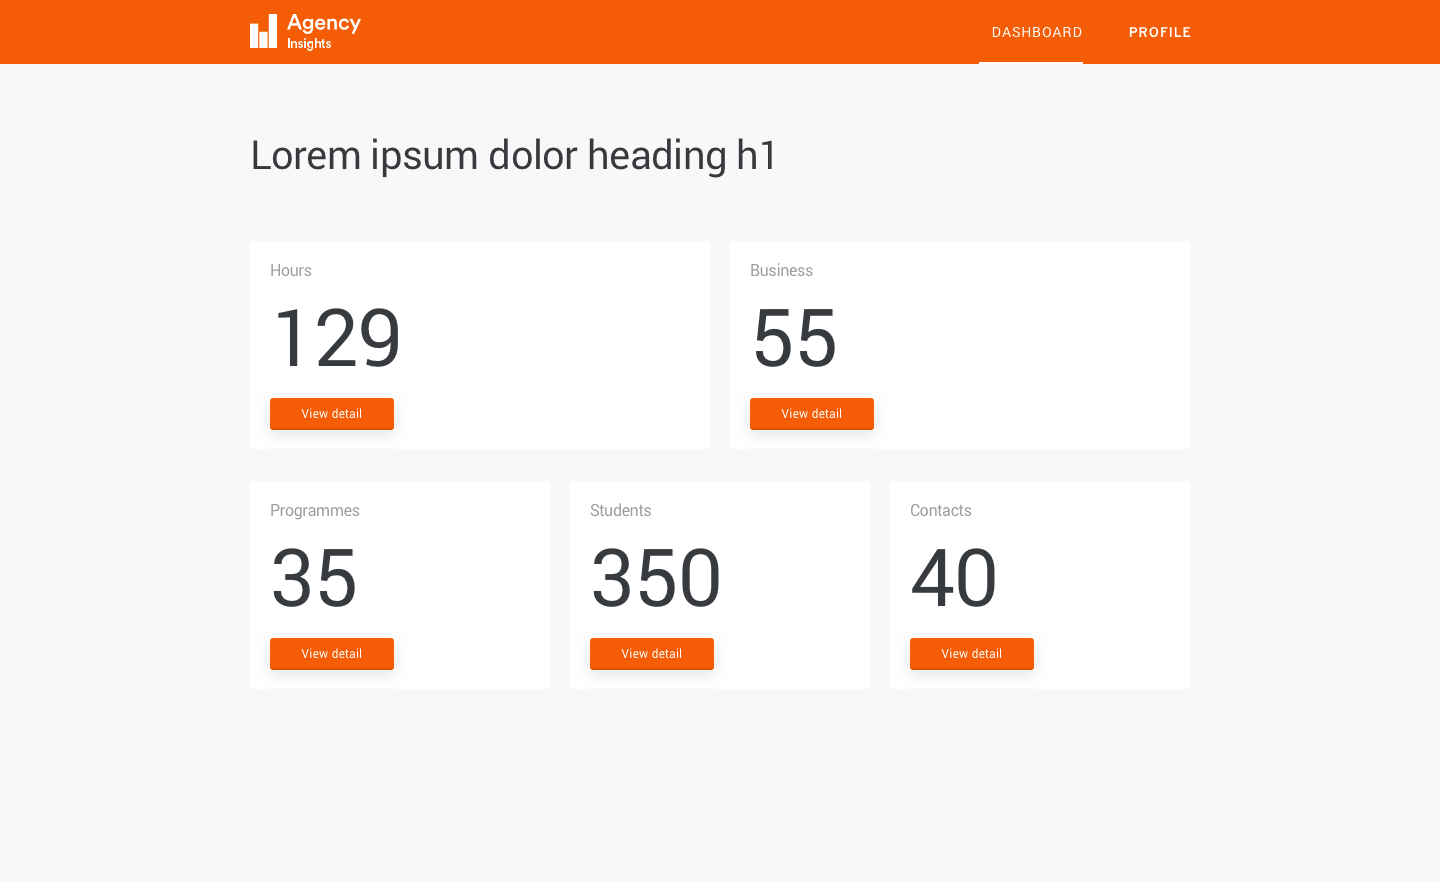 Agency
Insights
DASHBOARD
PROFILE
Lorem ipsum dolor heading h1
Hours
129
View detail
Business
55
View detail
Programmes
35
View detail
Students
350
View detail
Contacts
40
View detail